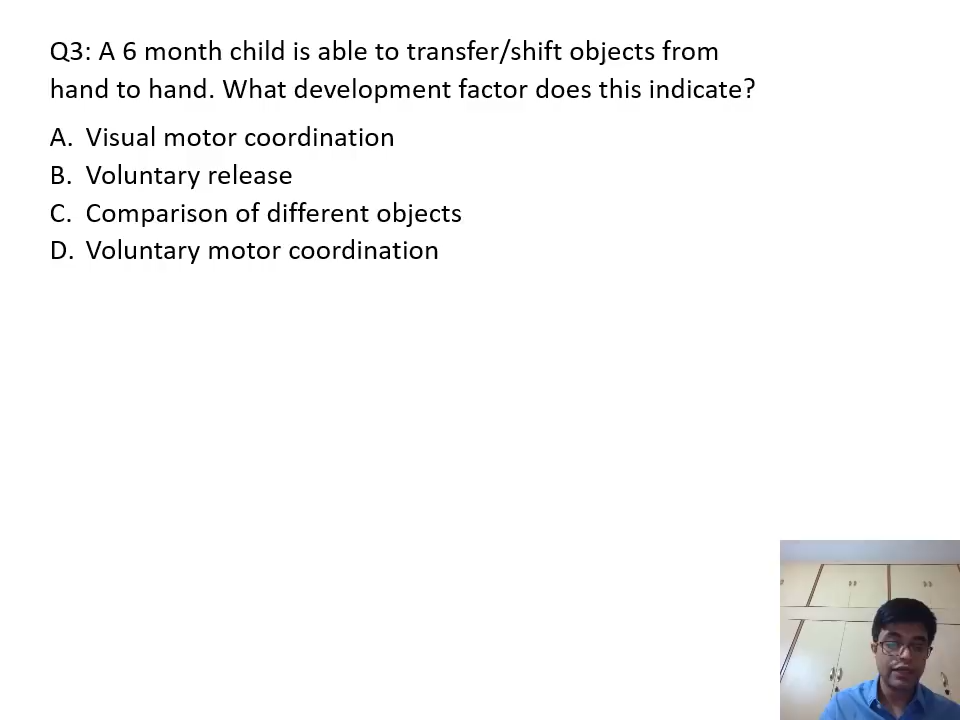 Q3: A 6 month child is able to transfer/shift objects from
hand to hand. What development factor does this indicate?
A. Visual motor coordination
B. Voluntary release
C. Comparison of different objects
D. Voluntary motor coordination